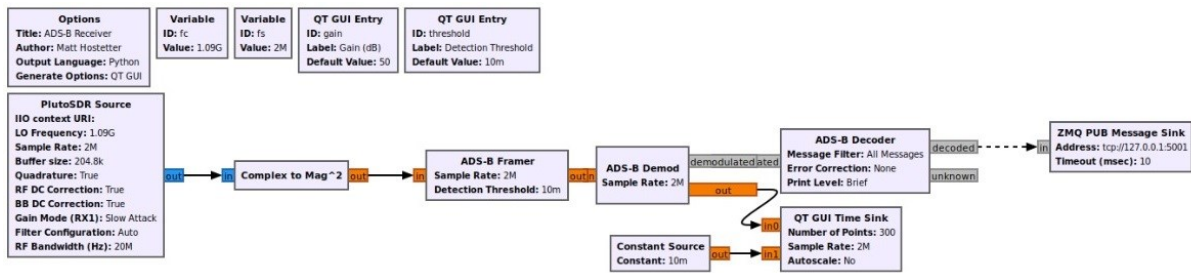 Options
Title: ADS-B Receiver
Author: Matt Hostetter
Output Language: Python
Generate Options: QT GUI
Variable
ID: fc
Value: 1.09G
Variable
ID: fs
Value: 2M
QT GUI Entry
ID: gain
Label: Gain (dB)
Default Value: 50
QT GUI Entry
ID: threshold
Label: Detection Threshold
Default Value: 10m
PlutoSDR Source
IIO context URI:
LO Frequency: 1.09G
Sample Rate: 2M
Buffer size: 204.8k
Quadrature: True
RF DC Correction: True
BB DC Correction: True
Gain Mode (RX1): Slow Attack
Filter Configuration: Auto
RF Bandwidth (Hz): 20M
out
in
Complex to Mag^2
out
in
ADS-B Framer
Sample Rate: 2M
Detection Threshold: 10m
out
n
ADS-B Demod
Sample Rate: 2M
demodulated
ated
out
ADS-B Decoder
Message Filter: All Messages
Error Correction: None
Print Level: Brief
decoded
unknown
in
ZMQ PUB Message Sink
Address: tcp://127.0.0.1:5001
Timeout (msec): 10
Constant Source
Constant: 10m
out
in0
in1
QT GUI Time Sink
Number of Points: 300
Sample Rate: 2M
Autoscale: No